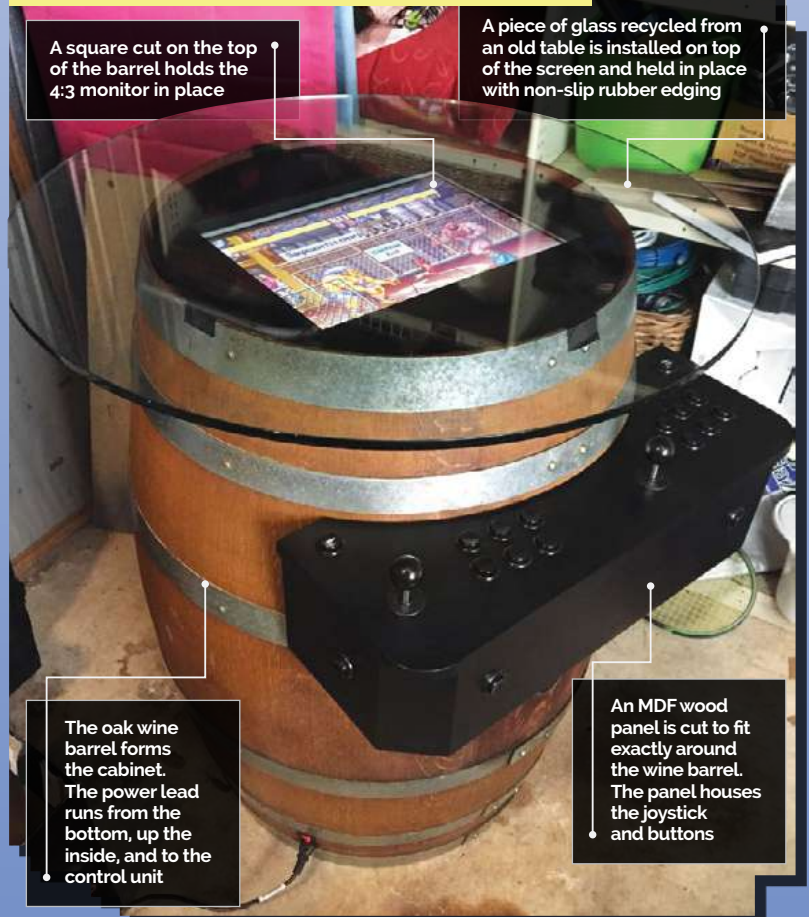 A square cut on the top
of the barrel holds the
4:3 monitor in place
A piece of glass recycled from
an old table is installed on top
of the screen and held in place
with non-slip rubber edging
The oak wine
barrel forms
the cabinet.
The power lead
runs from the
bottom, up the
inside, and to the
control unit
An MDF wood
panel is cut to fit
exactly around
the wine barrel.
The panel houses
the joystick
and buttons